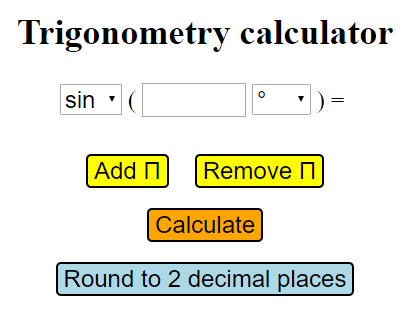 Trigonometry calculator
sin ( ° ) =
Add Π Remove Π
Calculate
Round to 2 decimal places